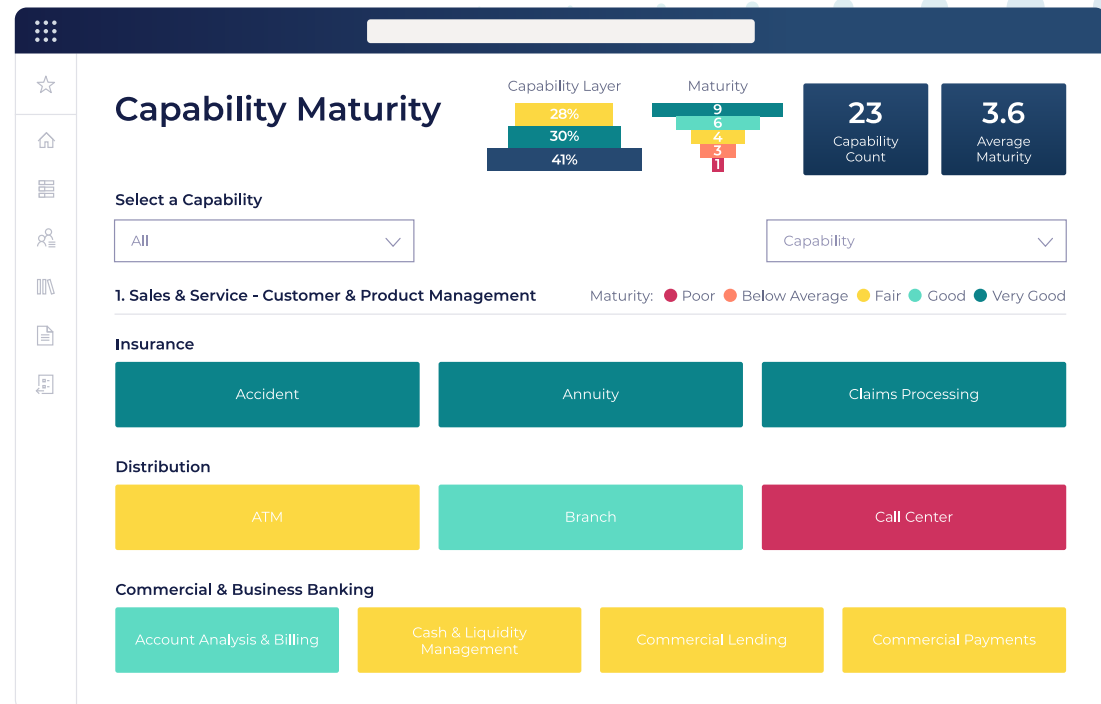 Capability Maturity
Capability Layer
28%
30%
41%
Maturity
9
6
4
3
1
23
Capability
Count
3.6
Average
Maturity
Select a Capability
All
Capability
1. Sales & Service - Customer & Product Management
Maturity: Poor Below Average Fair Good Very Good
Insurance
Accident
Annuity
Claims Processing
Distribution
ATM
Branch
Call Center
Commercial & Business Banking
Account Analysis & Billing
Cash & Liquidity
Management
Commercial Lending
Commercial Payments